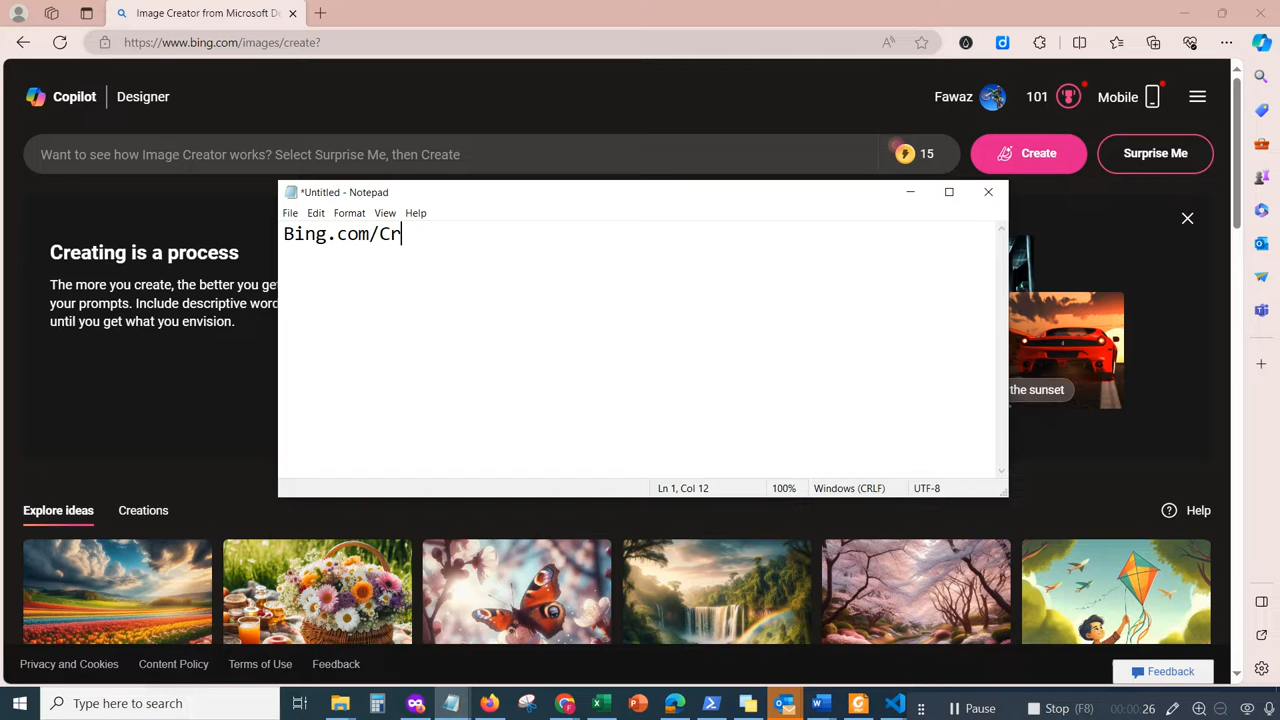 Image Creator from Microsoft De
https://www.bing.com/images/create?
Copilot
Designer
Fawaz
101
Mobile
Want to see how Image Creator works? Select Surprise Me, then Create
15
Create
Surprise Me
*Untitled - Notepad
File Edit Format View Help
Bing.com/Cr
Creating is a process
The more you create, the better you get
your prompts. Include descriptive word
until you get what you envision.
the sunset
Ln 1, Col 12
100%
Windows (CRLF)
UTF-8
Explore ideas
Creations
Help
Privacy and Cookies
Content Policy
Terms of Use
Feedback
Feedback
Type here to search
Pause
Stop (F8)
00:00:26